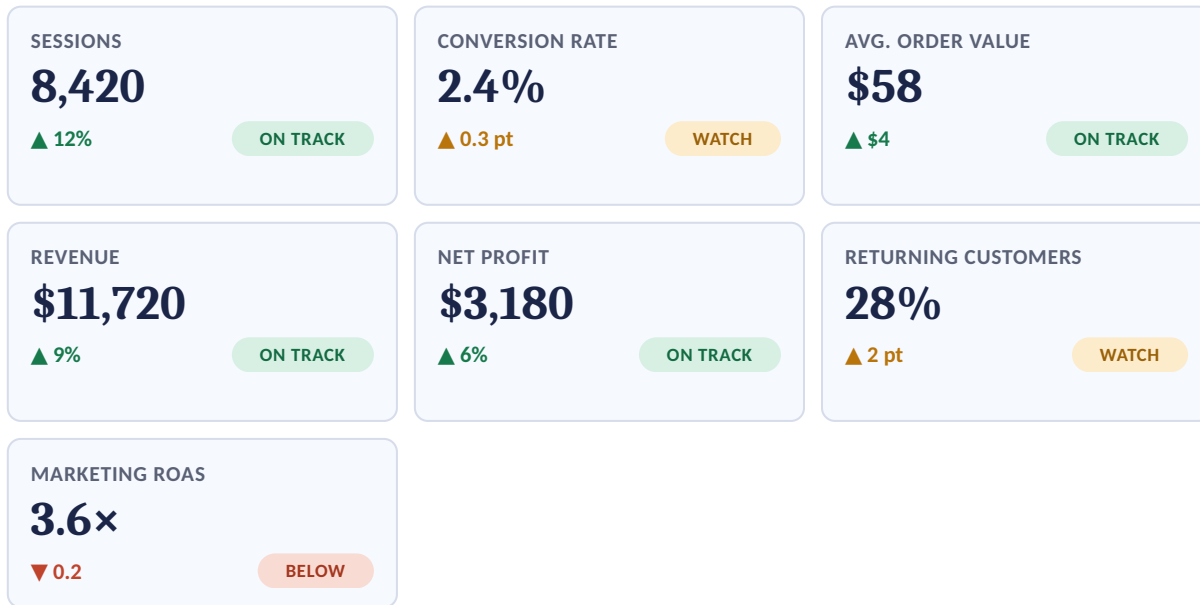 SESSIONS
8,420
▲ 12%
ON TRACK
CONVERSION RATE
2.4%
▲ 0.3 pt
WATCH
AVG. ORDER VALUE
$58
▲ $4
ON TRACK
REVENUE
$11,720
▲ 9%
ON TRACK
NET PROFIT
$3,180
▲ 6%
ON TRACK
RETURNING CUSTOMERS
28%
▲ 2 pt
WATCH
MARKETING ROAS
3.6×
▼ 0.2
BELOW